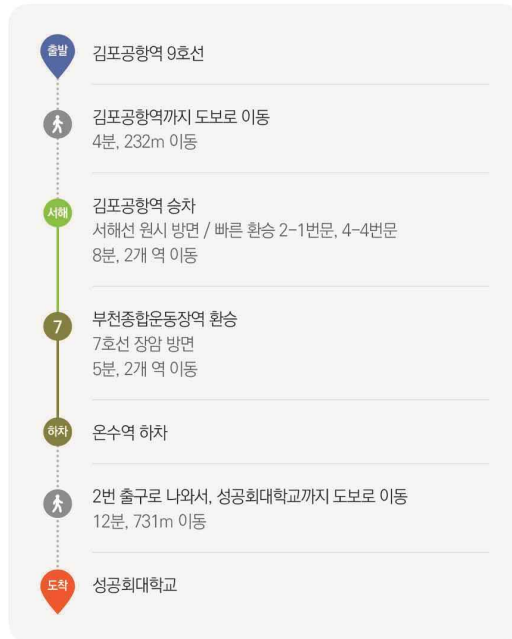 출발 김포공항역 9호선
김포공항역까지 도보로 이동
4분, 232m 이동
서해 김포공항역 승차
서해선 원시 방면 / 빠른 환승 2-1번문, 4-4번문
8분, 2개 역 이동
7 부천종합운동장역 환승
7호선 장암 방면
5분, 2개 역 이동
하차 온수역 하차
2번 출구로 나와서, 성공회대학교까지 도보로 이동
12분, 731m 이동
도착 성공회대학교